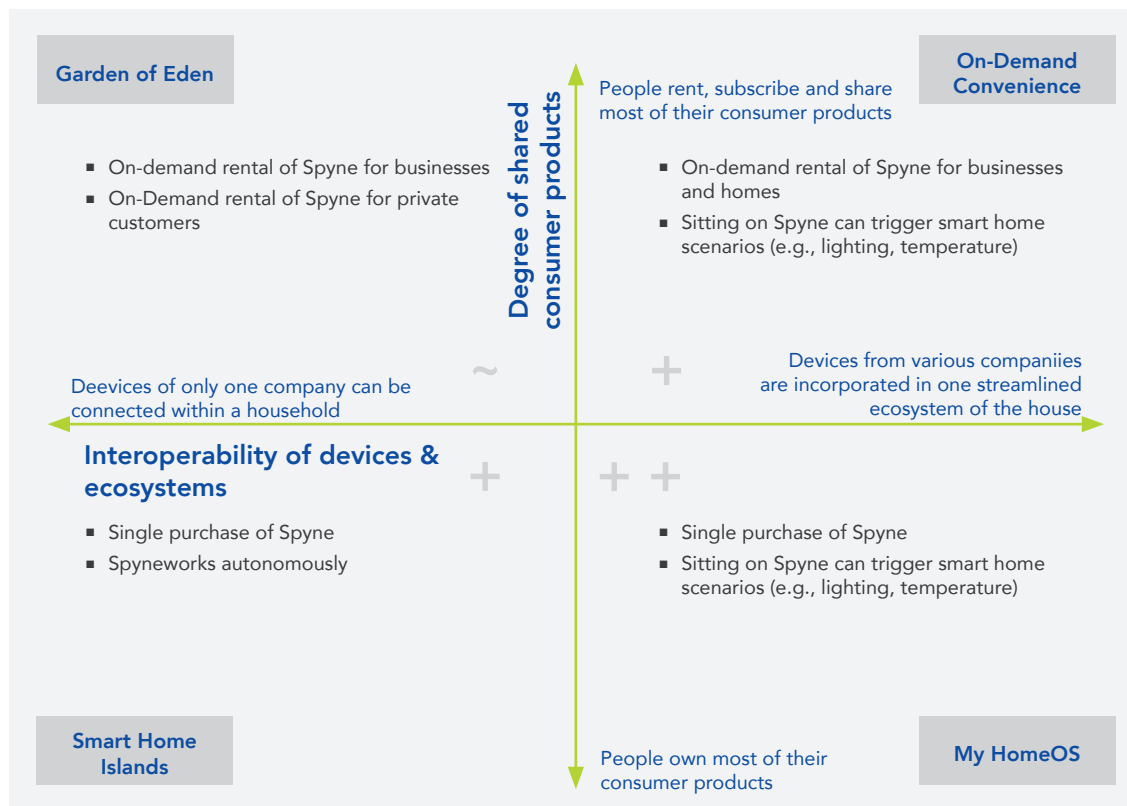 Garden of Eden
On-Demand
Convenience
Degree of shared
consumer products
People rent, subscribe and share
most of their consumer products
▪ On-demand rental of Spyne for businesses
▪ On-Demand rental of Spyne for private
customers
▪ On-demand rental of Spyne for businesses
and homes
▪ Sitting on Spyne can trigger smart home
scenarios (e.g., lighting, temperature)
~
+
Deevices of only one company can be
connected within a household
Devices from various companiies
are incorporated in one streamlined
ecosystem of the house
Interoperability of devices &
ecosystems
+
+ +
▪ Single purchase of Spyne
▪ Spyneworks autonomously
▪ Single purchase of Spyne
▪ Sitting on Spyne can trigger smart home
scenarios (e.g., lighting, temperature)
Smart Home
Islands
People own most of their
consumer products
My HomeOS